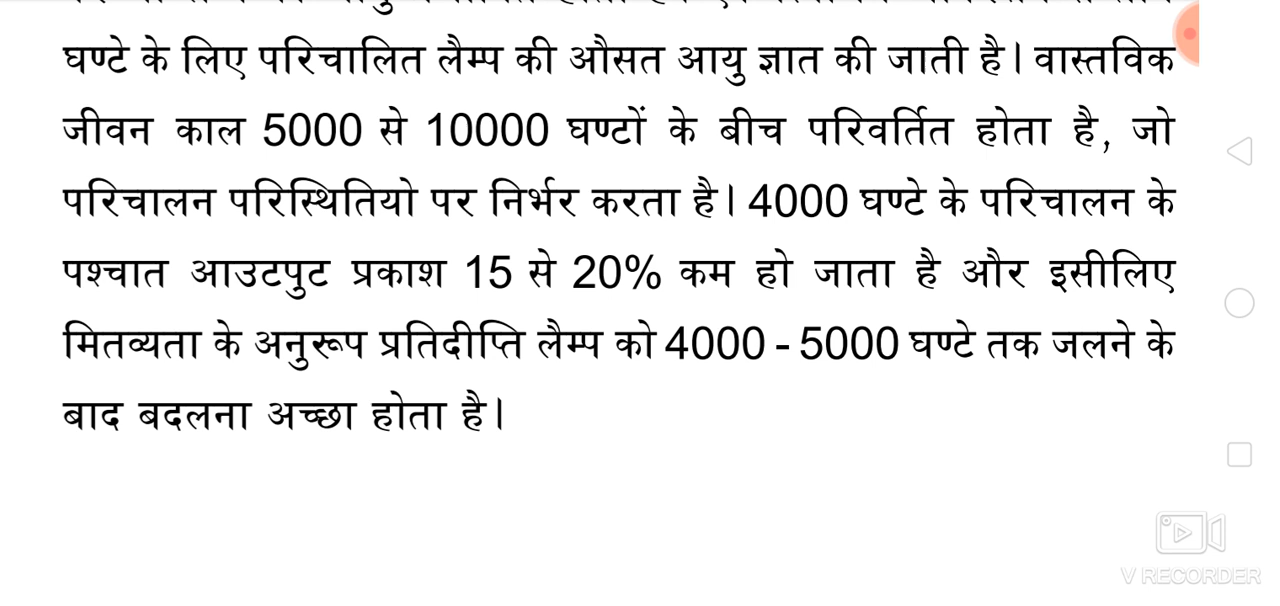 घण्टे के लिए परिचालित लैम्प की औसत आयु ज्ञात की जाती है। वास्तविक
जीवन काल 5000 से 10000 घण्टों के बीच परिवर्तित होता है, जो
परिचालन परिस्थितियो पर निर्भर करता है। 4000 घण्टे के परिचालन के
पश्चात आउटपुट प्रकाश 15 से 20% कम हो जाता है और इसीलिए
मितव्यता के अनुरूप प्रतिदीप्ति लैम्प को 4000 - 5000 घण्टे तक जलने के
बाद बदलना अच्छा होता है।
V RECORDER